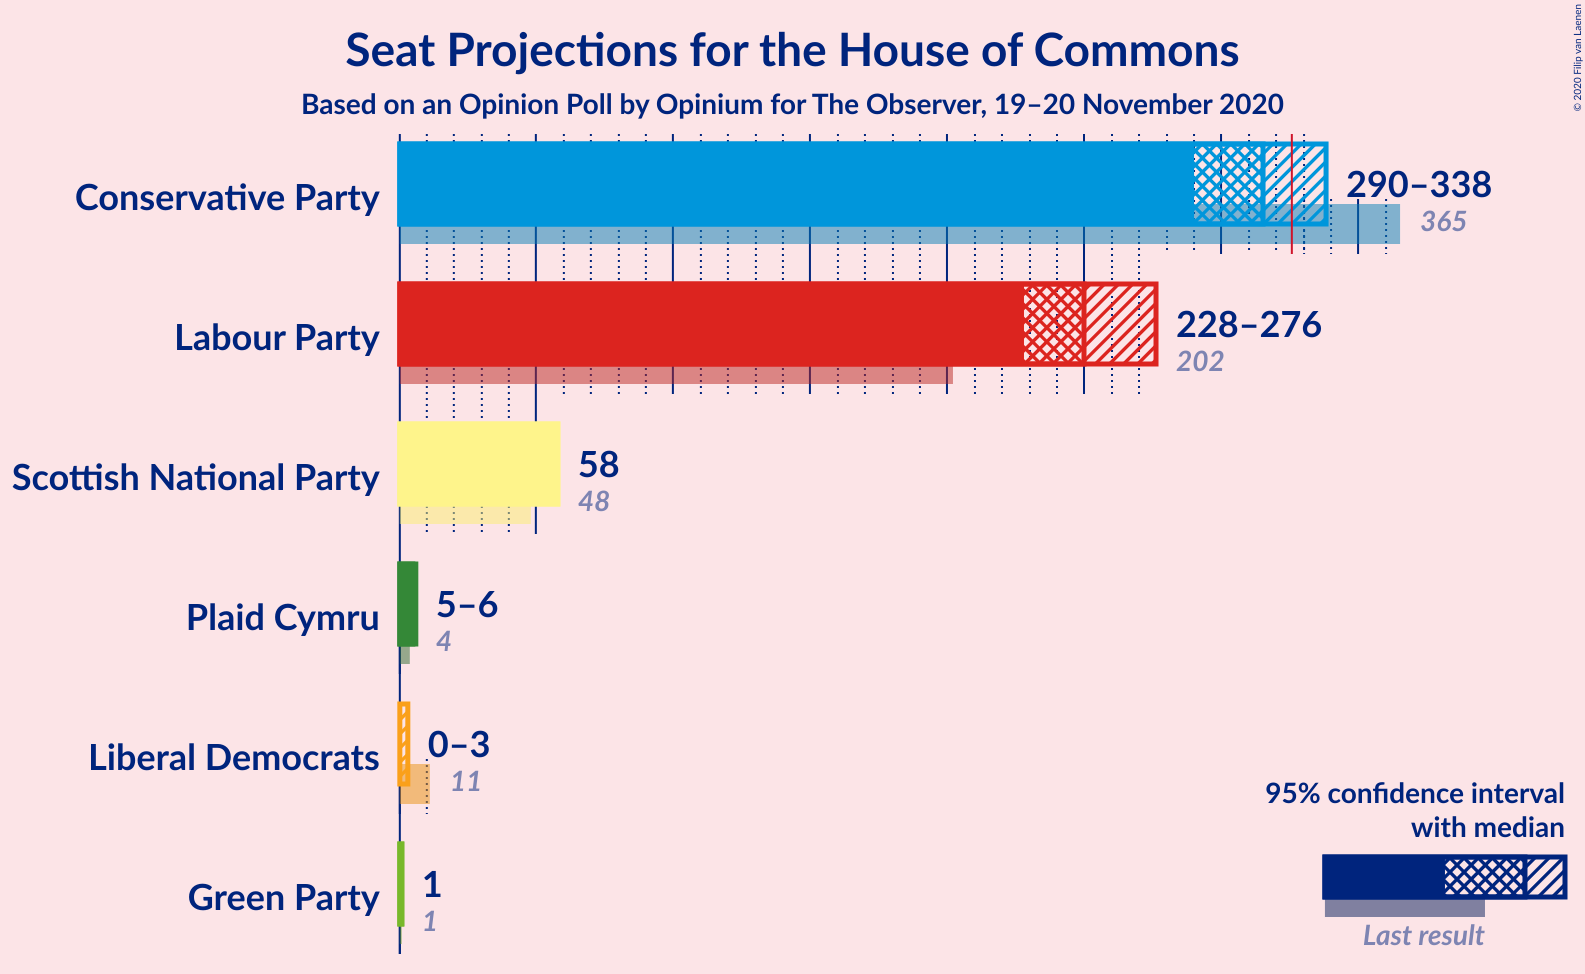 Seat Projections for the House of Commons
Based on an Opinion Poll by Opinium for The Observer, 19–20 November 2020
© 2020 Filip van Laenen
Conservative Party
290–338
365
Labour Party
228–276
202
Scottish National Party
58
48
Plaid Cymru
5–6
4
Liberal Democrats
0–3
11
Green Party
1
1
95% confidence interval
with median
Last result